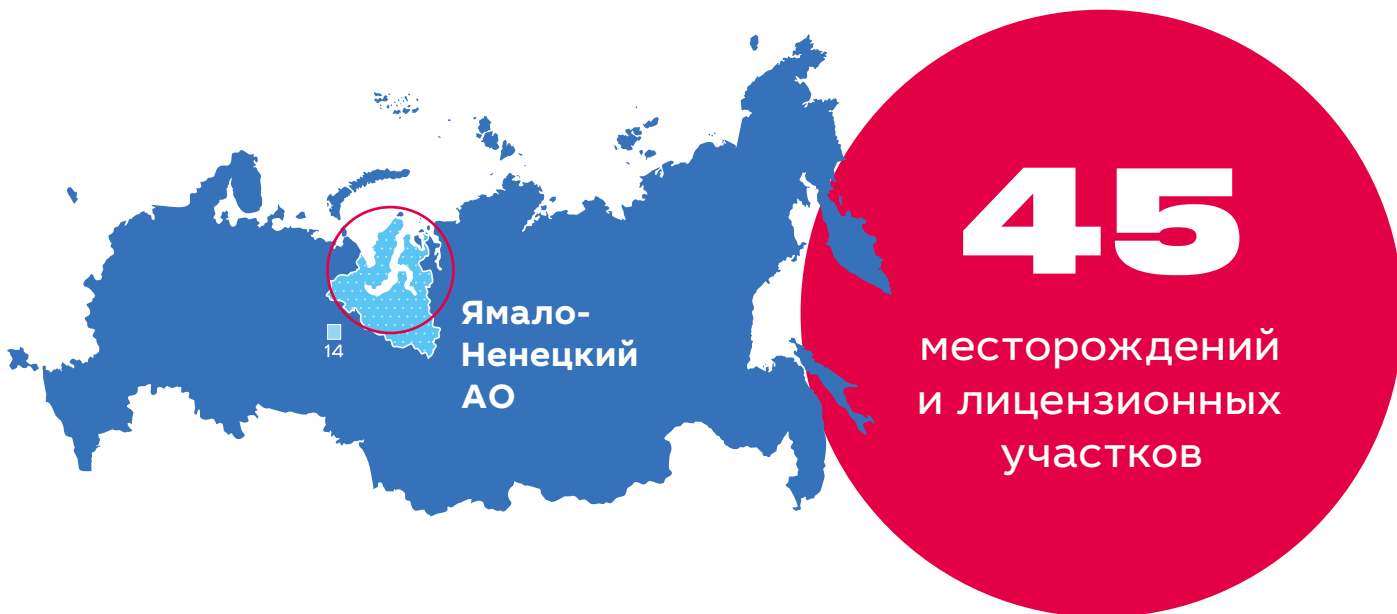 14
Ямало-
Ненецкий
АО
45
месторождений
и лицензионных
участков